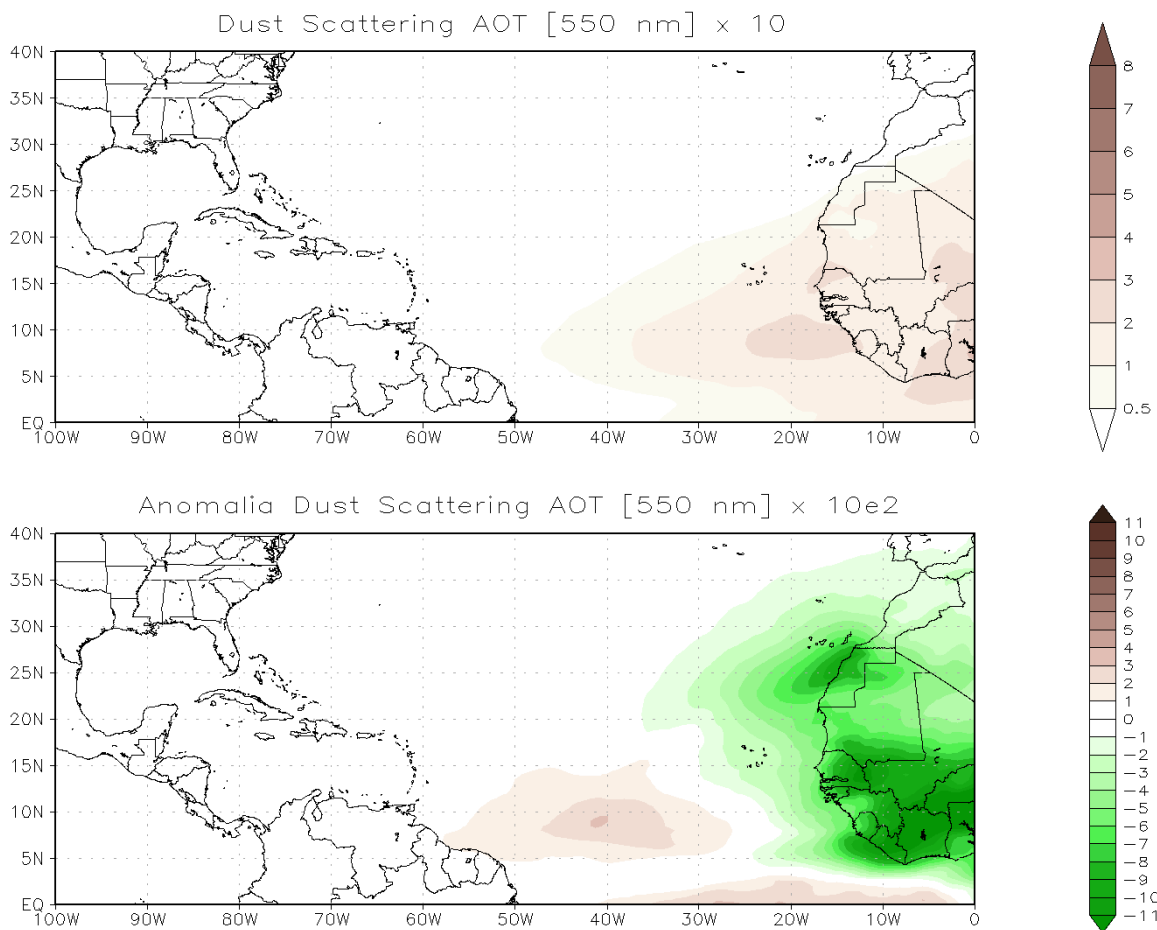 Dust Scattering AOT [550 nm] x 10
40N
35N
30N
25N
20N
15N
10N
5N
EQ
100W 90W 80W 70W 60W 50W 40W 30W 20W 10W 0
8
7
6
5
4
3
2
1
0.5
Anomalia Dust Scattering AOT [550 nm] x 10e2
40N
35N
30N
25N
20N
15N
10N
5N
EQ
100W 90W 80W 70W 60W 50W 40W 30W 20W 10W 0
11
10
9
8
7
6
5
4
3
2
1
0
-1
-2
-3
-4
-5
-6
-7
-8
-9
-10
-11